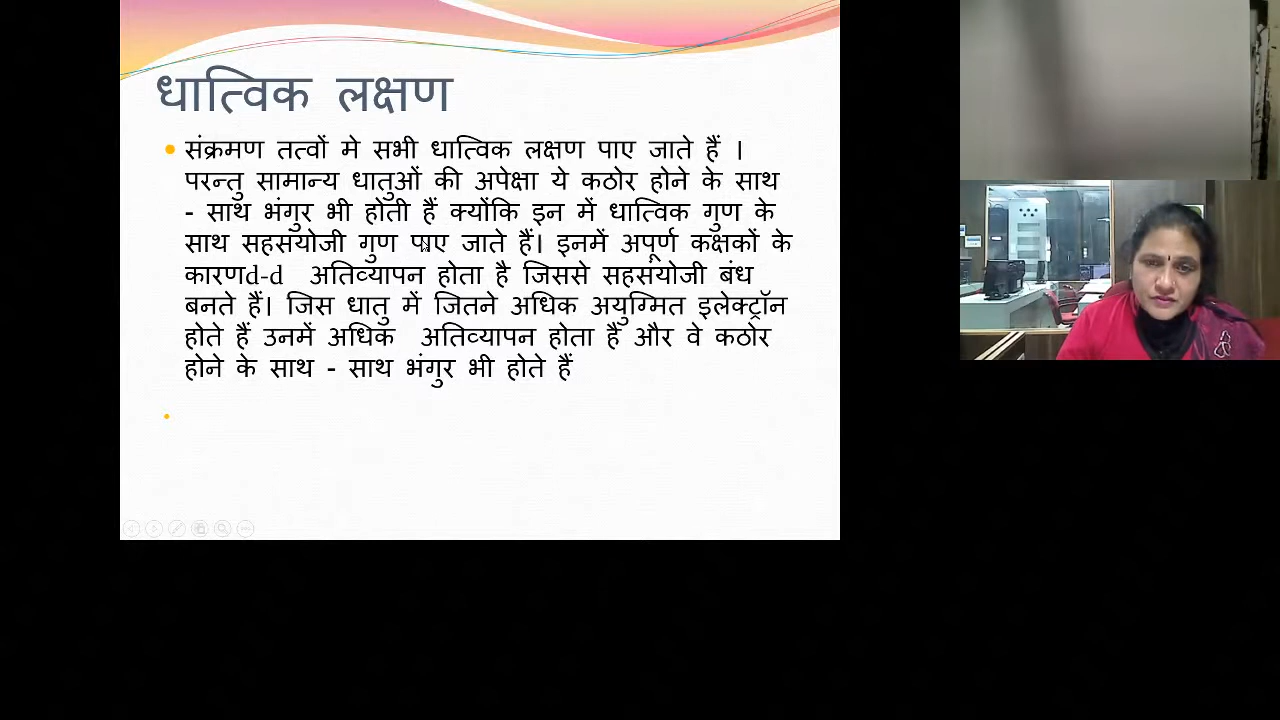 धात्विक लक्षण
संक्रमण तत्वों मे सभी धात्विक लक्षण पाए जाते हैं ।
परन्तु सामान्य धातुओं की अपेक्षा ये कठोर होने के साथ
- साथ भंगुर भी होती हैं क्योंकि इन में धात्विक गुण के
साथ सहसंयोजी गुण पाए जाते हैं। इनमें अपूर्ण कक्षकों के
कारणd-d अतिव्यापन होता है जिससे सहसंयोजी बंध
बनते हैं। जिस धातु में जितने अधिक अयुग्मित इलेक्ट्रॉन
होते हैं उनमें अधिक अतिव्यापन होता है और वे कठोर
होने के साथ - साथ भंगुर भी होते हैं